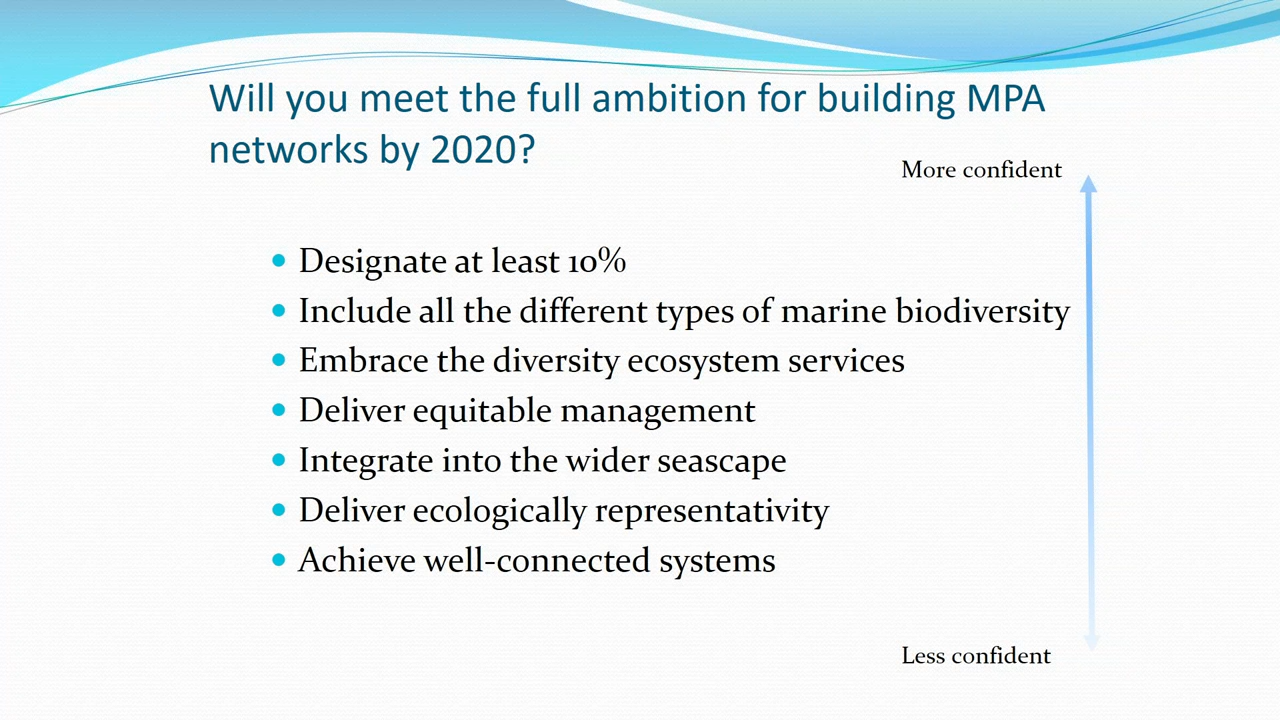 Will you meet the full ambition for building MPA
networks by 2020?
More confident
Designate at least 10%
Include all the different types of marine biodiversity
Embrace the diversity ecosystem services
Deliver equitable management
Integrate into the wider seascape
Deliver ecologically representativity
Achieve well-connected systems
Less confident